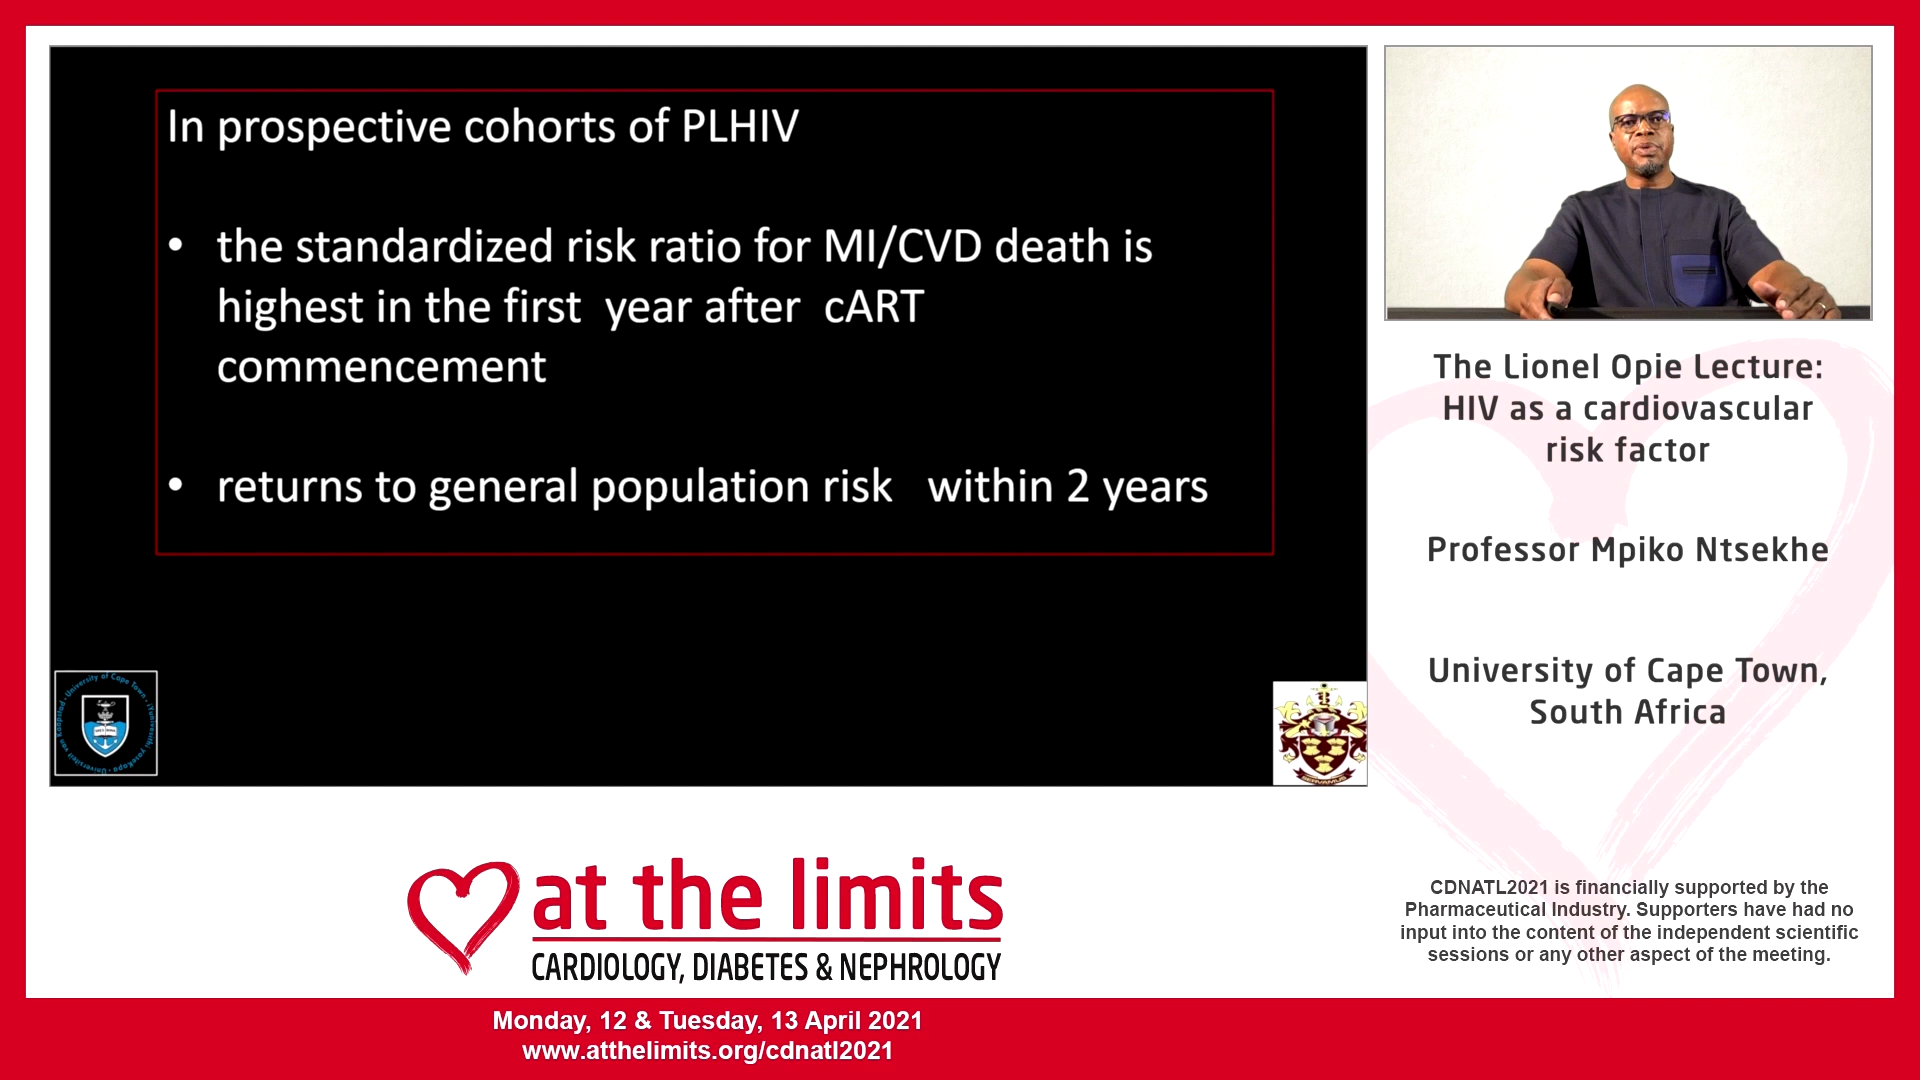 In prospective cohorts of PLHIV
• the standardized risk ratio for MI/CVD death is
highest in the first year after cART
commencement
• returns to general population risk within 2 years
The Lionel Opie Lecture:
HIV as a cardiovascular
risk factor
Professor Mpiko Ntsekhe
University of Cape Town,
South Africa
CDNATL2021 is financially supported by the
Pharmaceutical Industry. Supporters have had no
input into the content of the independent scientific
sessions or any other aspect of the meeting.
at the limits
CARDIOLOGY, DIABETES & NEPHROLOGY
Monday, 12 & Tuesday, 13 April 2021
www.atthelimits.org/cdnatl2021
University of Cape Town